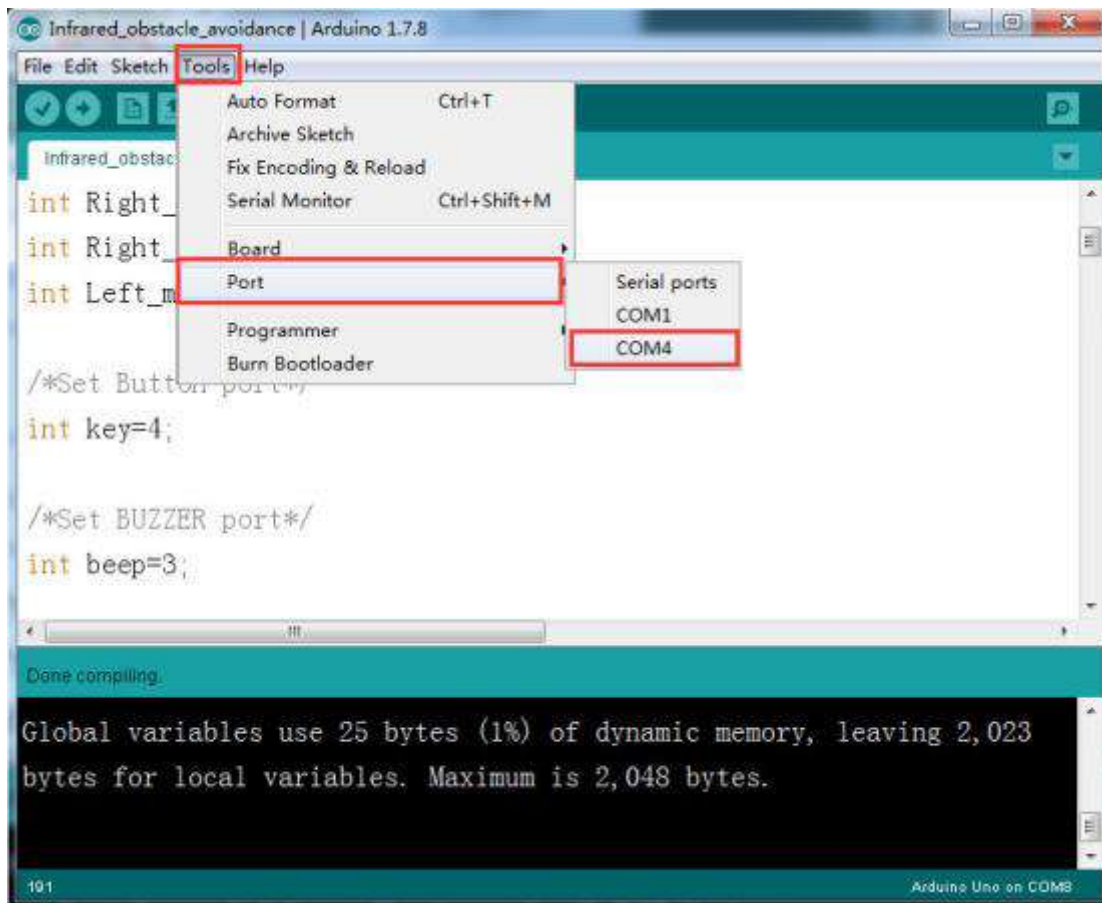 Infrared_obstacle_avoidance | Arduino 1.7.8
File Edit Sketch Tools Help
Auto Format Ctrl+T
Archive Sketch
Fix Encoding & Reload
Serial Monitor Ctrl+Shift+M
Board
Port
Programmer
Burn Bootloader
Serial ports
COM1
COM4
Infrared_obstac
int Right_
int Right_
int Left_m
/*Set Button port*/
int key=4;
/*Set BUZZER port*/
int beep=3;
Done compiling.
Global variables use 25 bytes (1%) of dynamic memory, leaving 2,023
bytes for local variables. Maximum is 2,048 bytes.
191
Arduino Uno on COM8